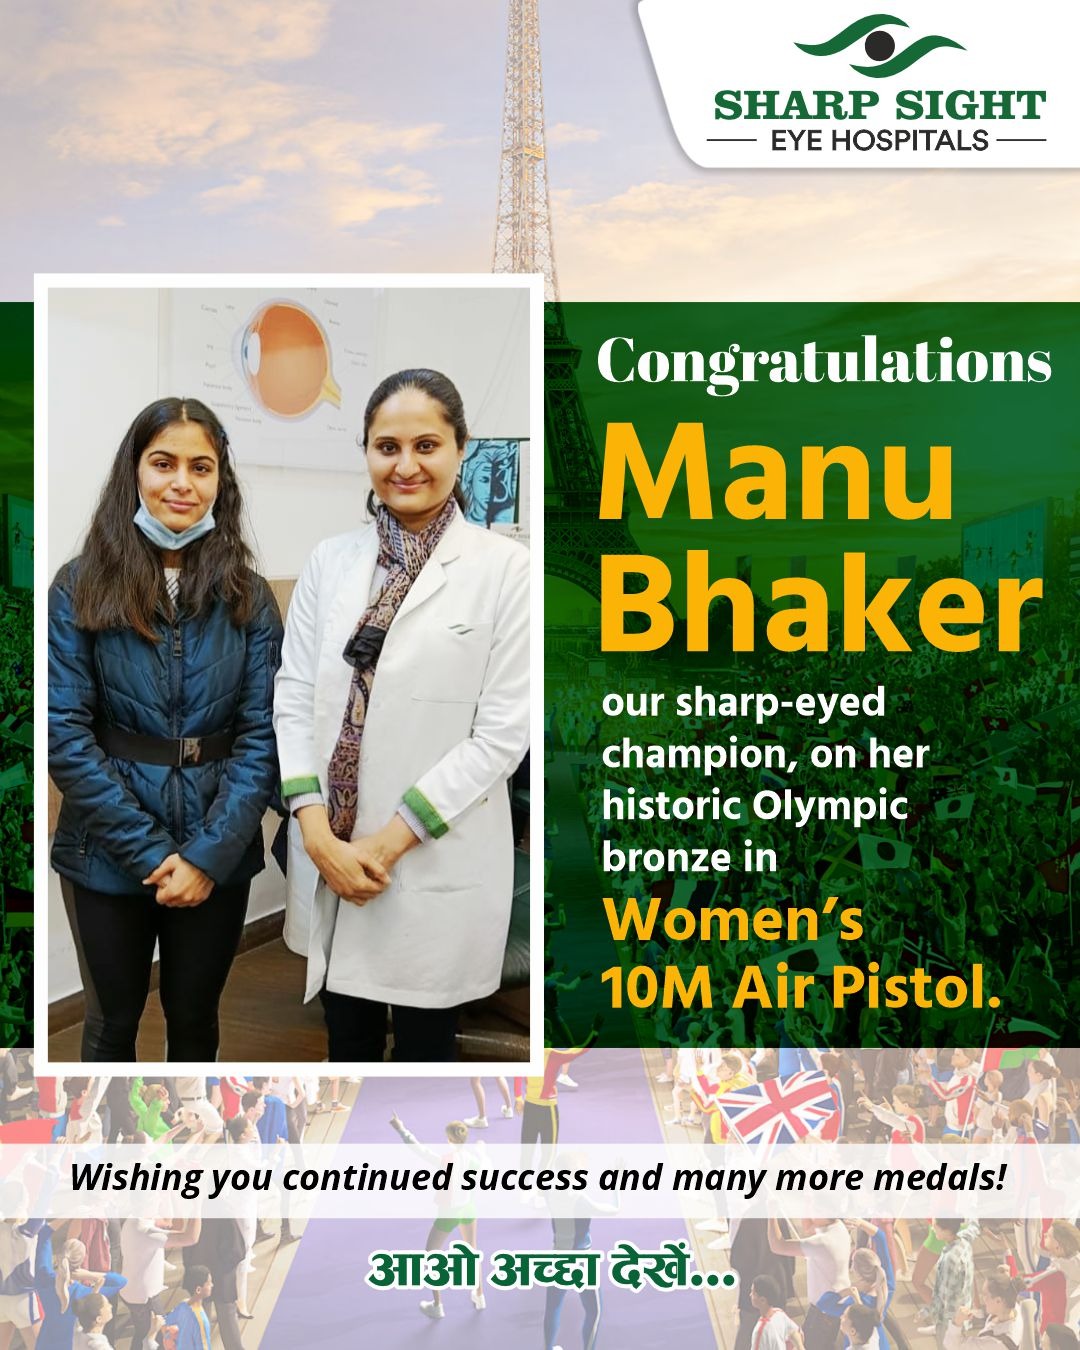 SHARP SIGHT
EYE HOSPITALS
Congratulations
Manu
Bhaker
our sharp-eyed
champion, on her
historic Olympic
bronze in
Women’s
10M Air Pistol.
Wishing you continued success and many more medals!
आओ अच्छा देखें...